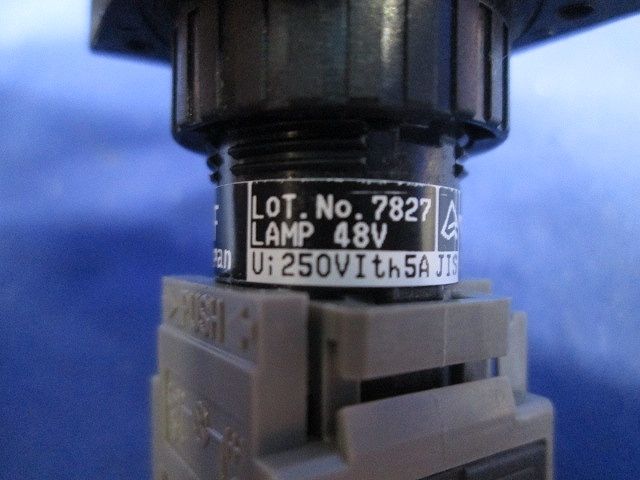 LOT.No.7827
LAMP 48V
Ui250VIth5A JIS
PUSH